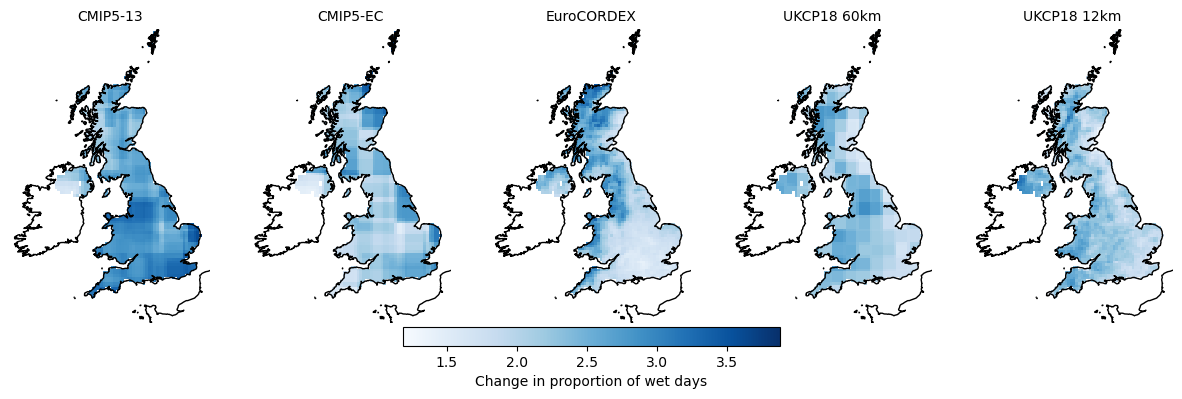 CMIP5-13
CMIP5-EC
EuroCORDEX
UKCP18 60km
UKCP18 12km
1.5
2.0
2.5
3.0
3.5
Change in proportion of wet days